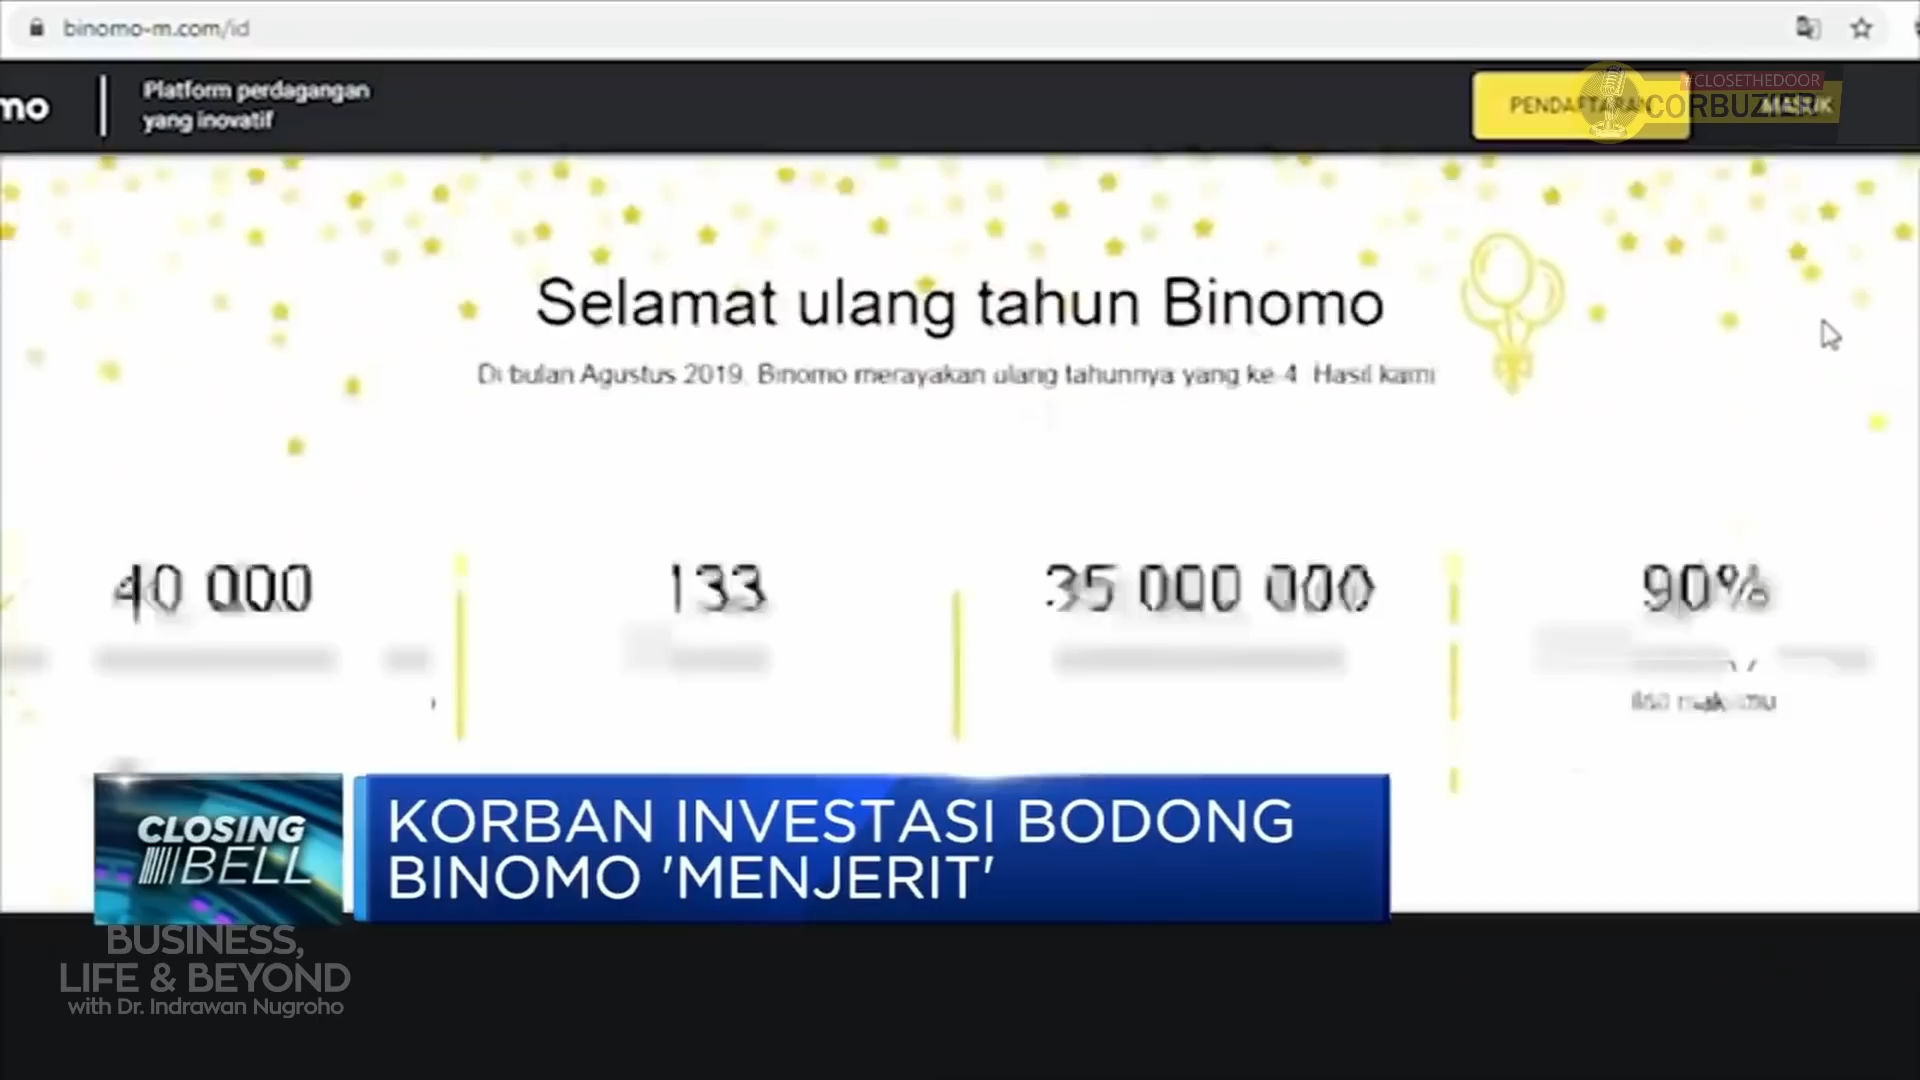 binomo-m.com/id
mo
Platform perdagangan
yang inovatif
PENDAFTARAN
MASUK
#CLOSETHEDOOR
CORBUZIER
Selamat ulang tahun Binomo
Di bulan Agustus 2019, Binomo merayakan ulang tahunnya yang ke-4. Hasil kami
40 000
133
35 000 000
90%
CLOSING
BELL
KORBAN INVESTASI BODONG
BINOMO 'MENJERIT'
BUSINESS,
LIFE & BEYOND
with Dr. Indrawan Nugroho